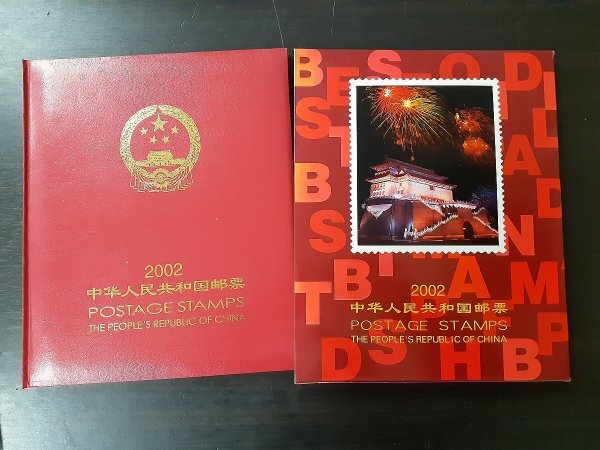 2002
中华人民共和国邮票
POSTAGE STAMPS
THE PEOPLE'S REPUBLIC OF CHINA
2002
中华人民共和国邮票
POSTAGE STAMPS
THE PEOPLE'S REPUBLIC OF CHINA